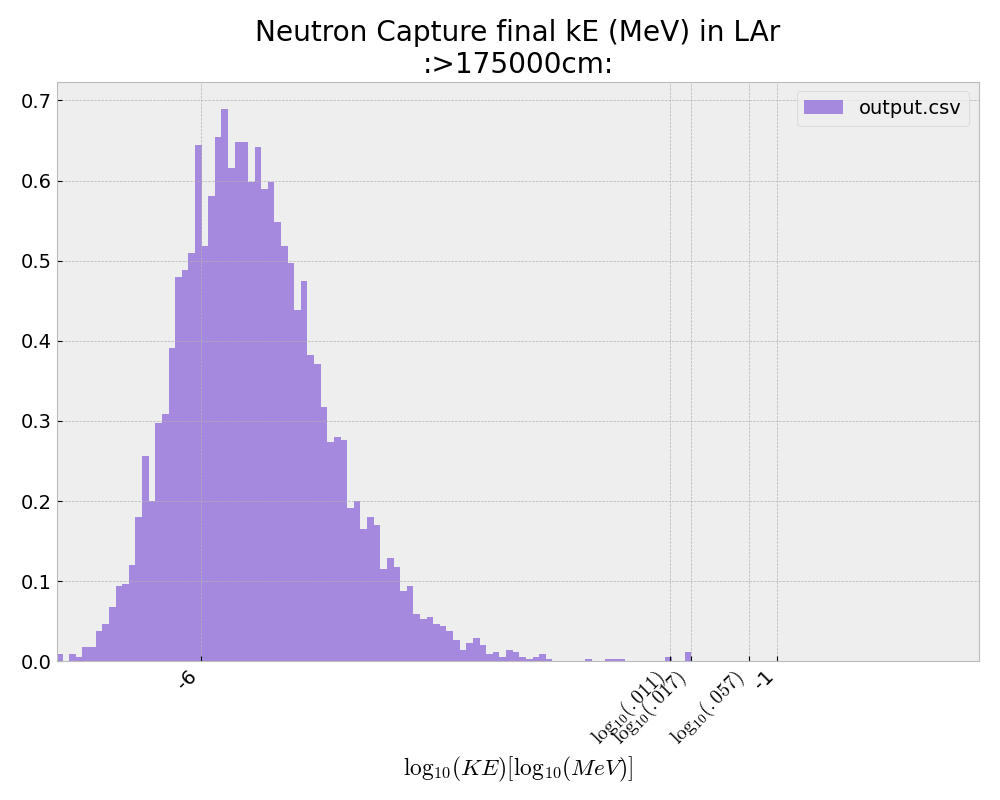 Neutron Capture final kE (MeV) in LAr
:>175000cm:
output.csv
0.7
0.6
0.5
0.4
0.3
0.2
0.1
0.0
-6
log₁₀(.011)
log₁₀(.017)
log₁₀(.057)
-1
log₁₀(KE)[log₁₀(MeV)]